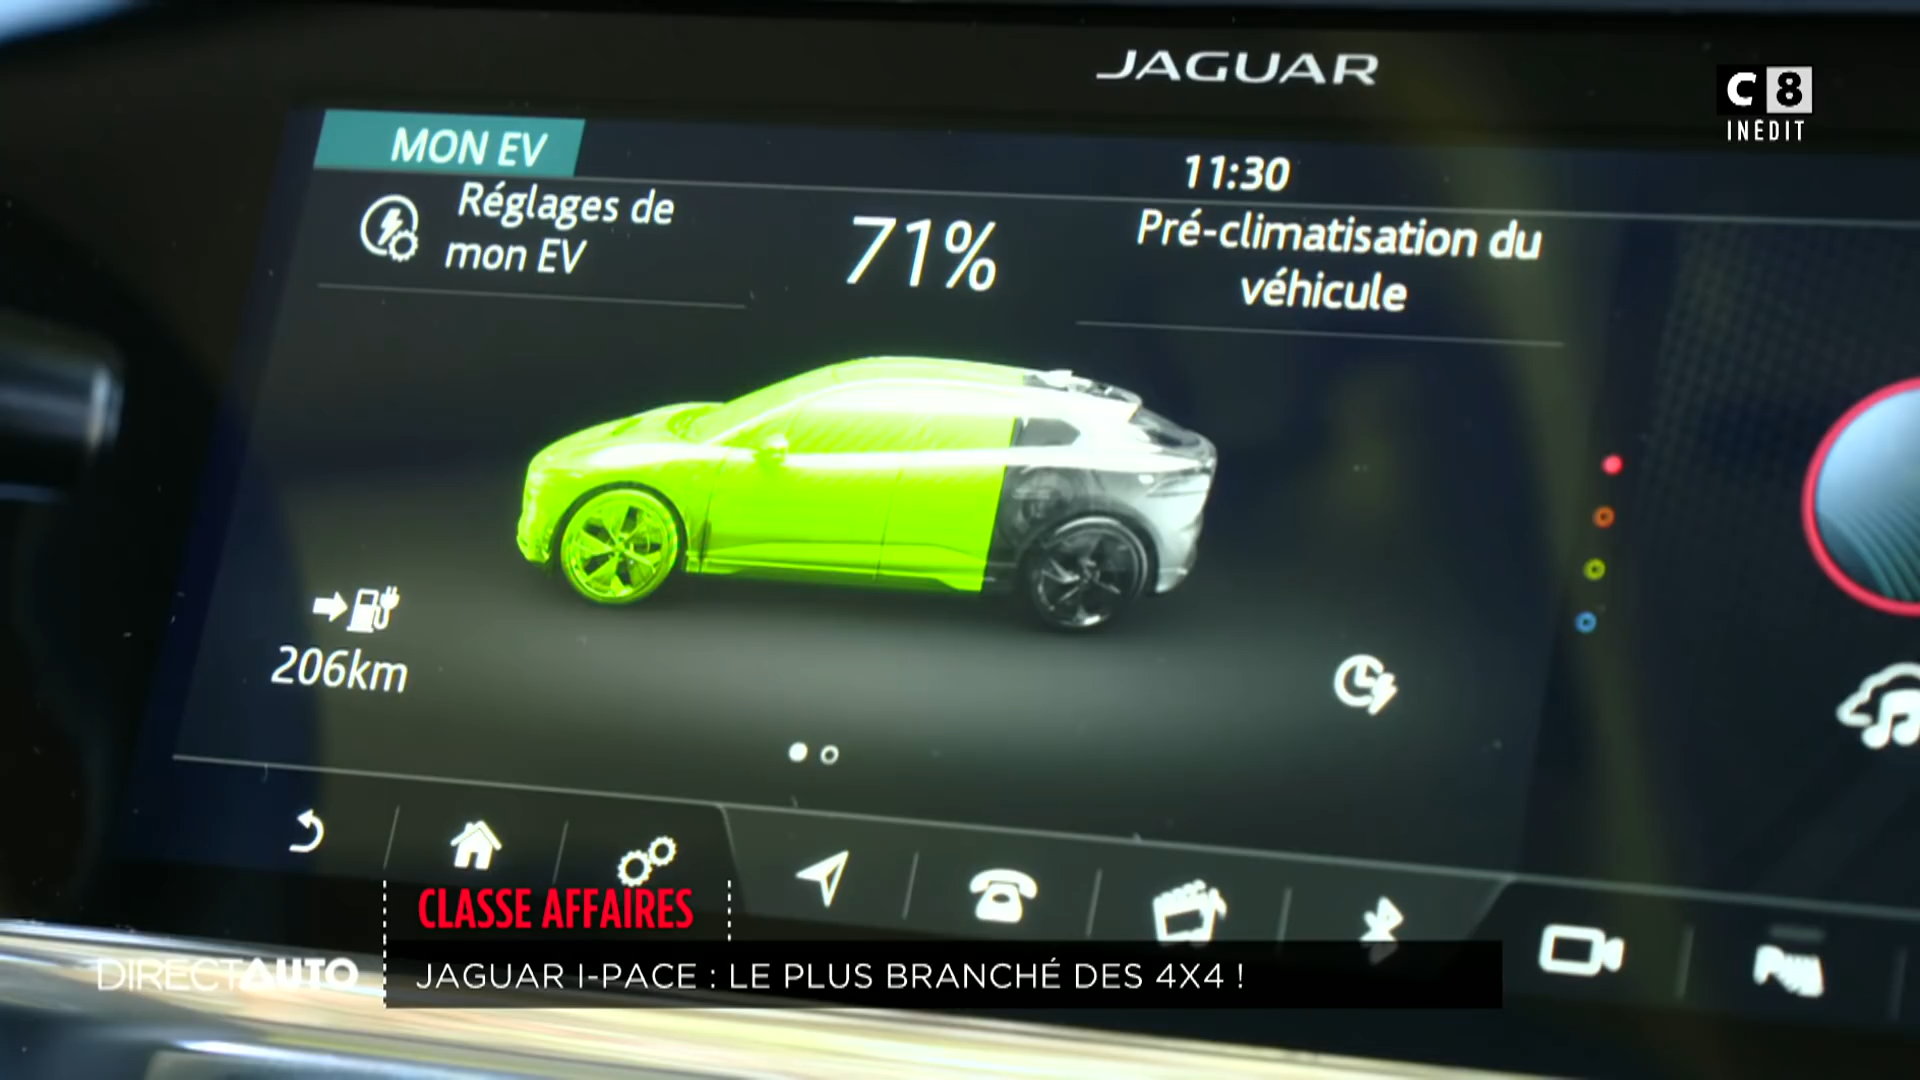 JAGUAR
C8
INÉDIT
MON EV
11:30
Réglages de
mon EV
71%
Pré-climatisation du
véhicule
206km
CLASSE AFFAIRES
DIRECTAUTO
JAGUAR I-PACE : LE PLUS BRANCHÉ DES 4X4 !